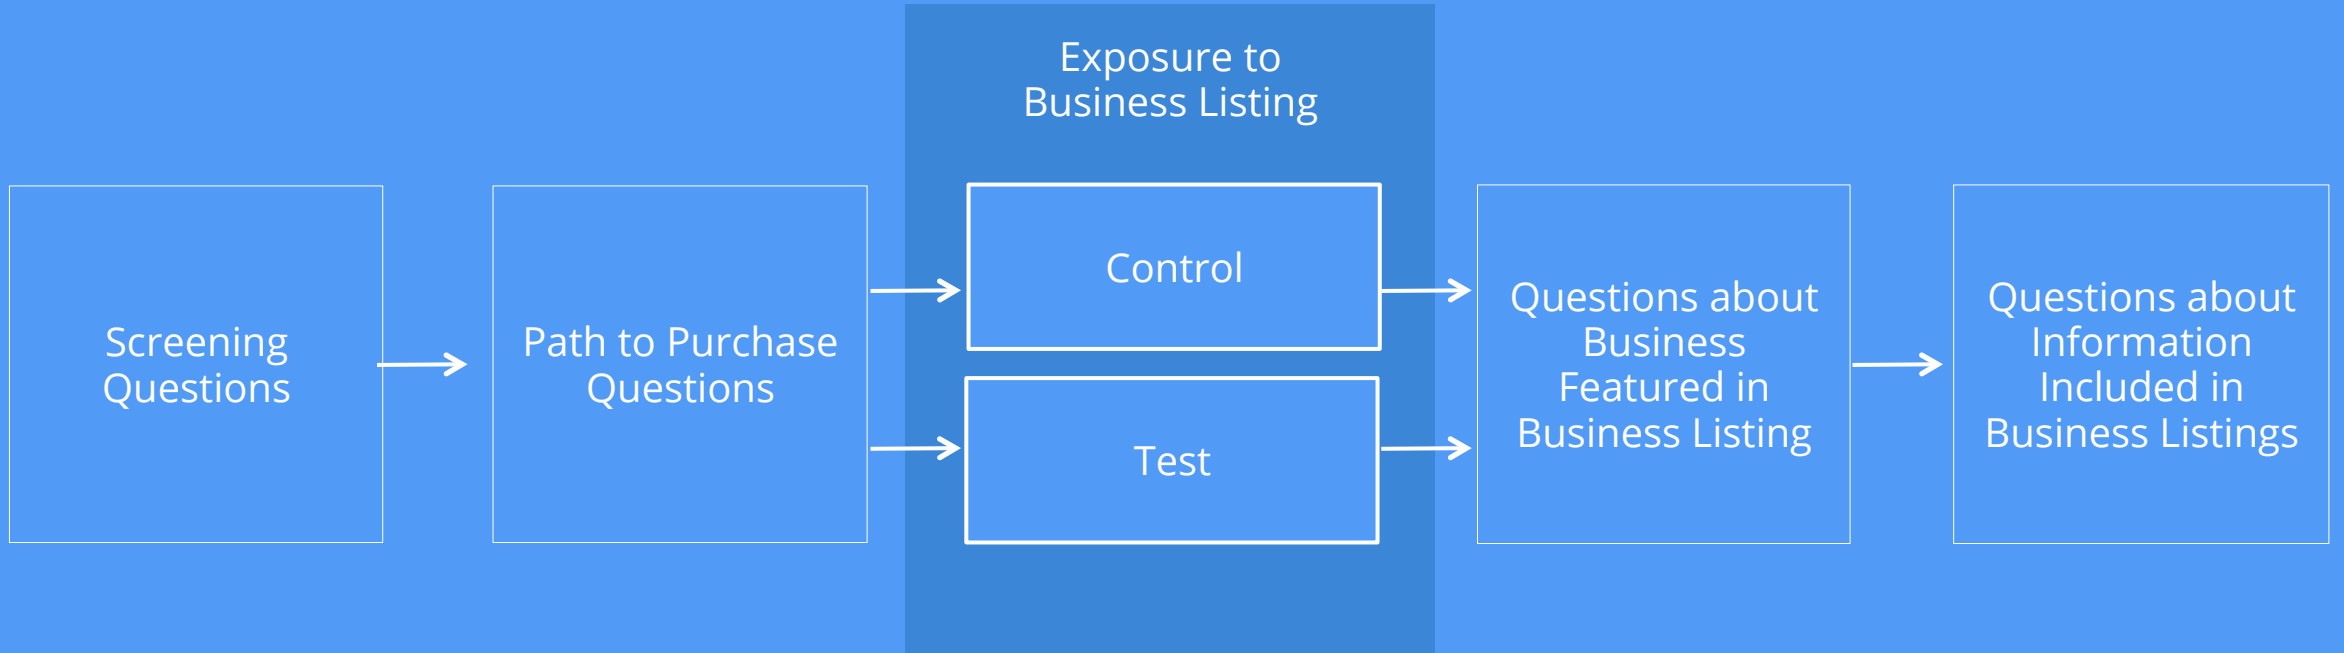 Exposure to
Business Listing
Screening
Questions
Path to Purchase
Questions
Control
Test
Questions about
Business
Featured in
Business Listing
Questions about
Information
Included in
Business Listings